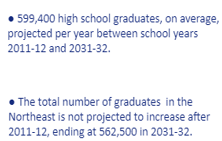 ● 599,400 high school graduates, on average,
projected per year between school years
2011-12 and 2031-32.
● The total number of graduates in the
Northeast is not projected to increase after
2011-12, ending at 562,500 in 2031-32.